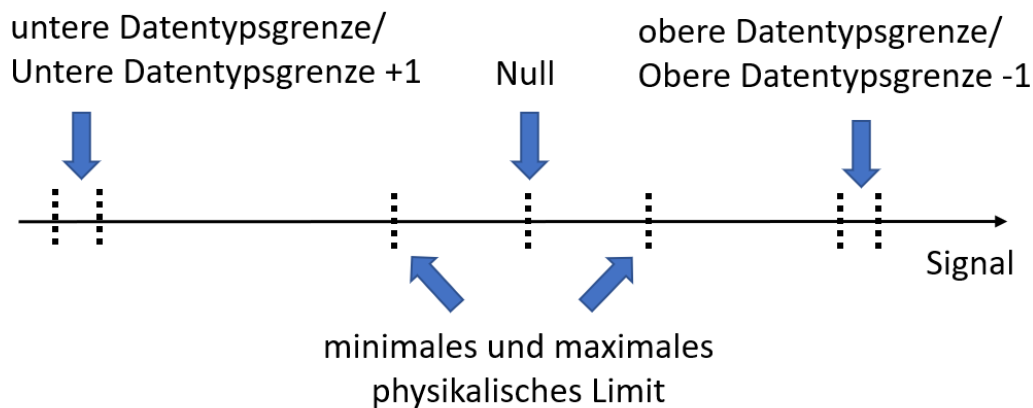 untere Datentypsgrenze/
Untere Datentypsgrenze +1
Null
obere Datentypsgrenze/
Obere Datentypsgrenze -1
Signal
minimales und maximales
physikalisches Limit